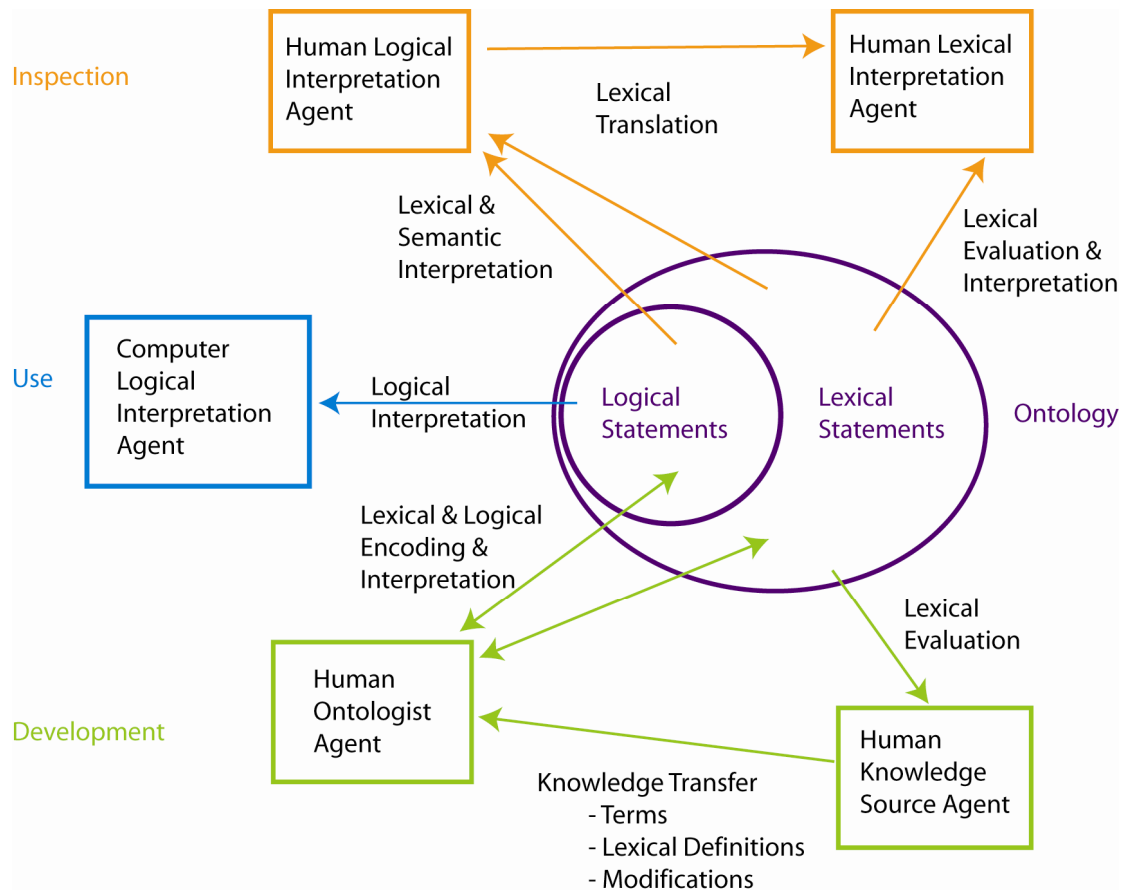 Inspection
Human Logical
Interpretation
Agent
Human Lexical
Interpretation
Agent
Lexical
Translation
Lexical &
Semantic
Interpretation
Lexical
Evaluation &
Interpretation
Use
Computer
Logical
Interpretation
Agent
Logical
Interpretation
Logical
Statements
Lexical
Statements
Ontology
Lexical & Logical
Encoding &
Interpretation
Lexical
Evaluation
Development
Human
Ontologist
Agent
Human
Knowledge
Source Agent
Knowledge Transfer
- Terms
- Lexical Definitions
- Modifications